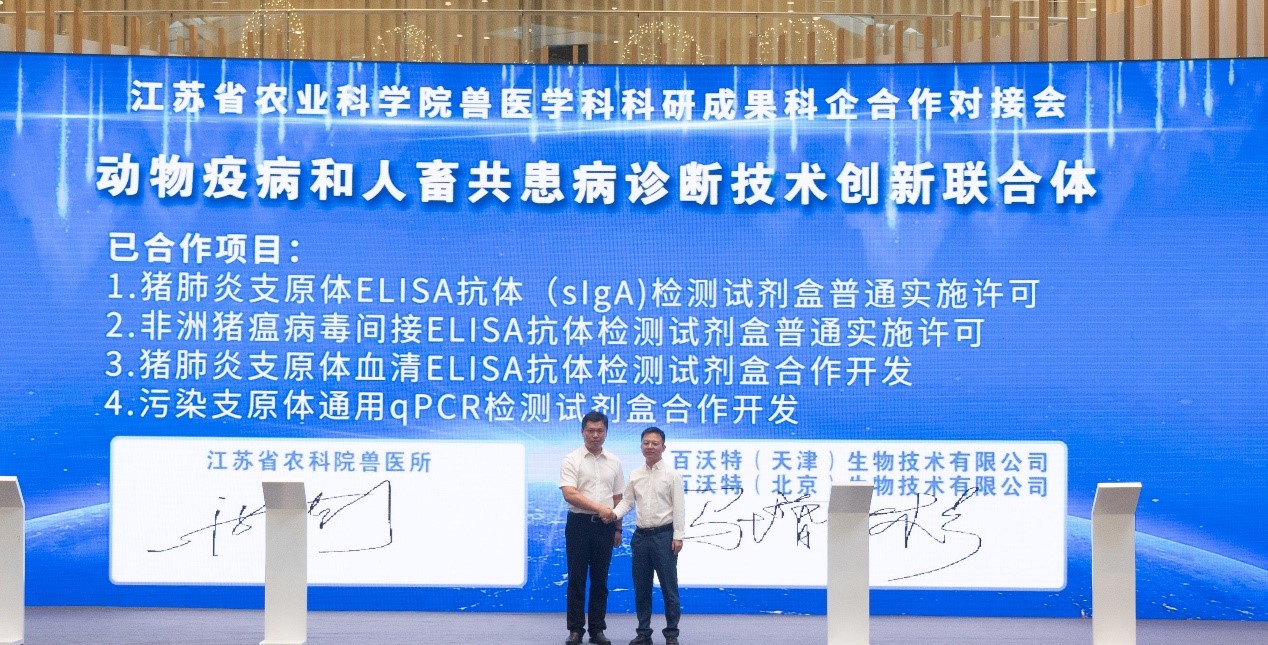 江苏省农业科学院兽医学科科研成果科企合作对接会
动物疫病和人畜共患病诊断技术创新联合体
已合作项目：
1.猪肺炎支原体ELISA抗体（sIgA)检测试剂盒普通实施许可
2.非洲猪瘟病毒间接ELISA抗体检测试剂盒普通实施许可
3.猪肺炎支原体血清ELISA抗体检测试剂盒合作开发
4.污染支原体通用qPCR检测试剂盒合作开发
江苏省农科院兽医所
百沃特（天津）生物技术有限公司
百沃特（北京）生物技术有限公司